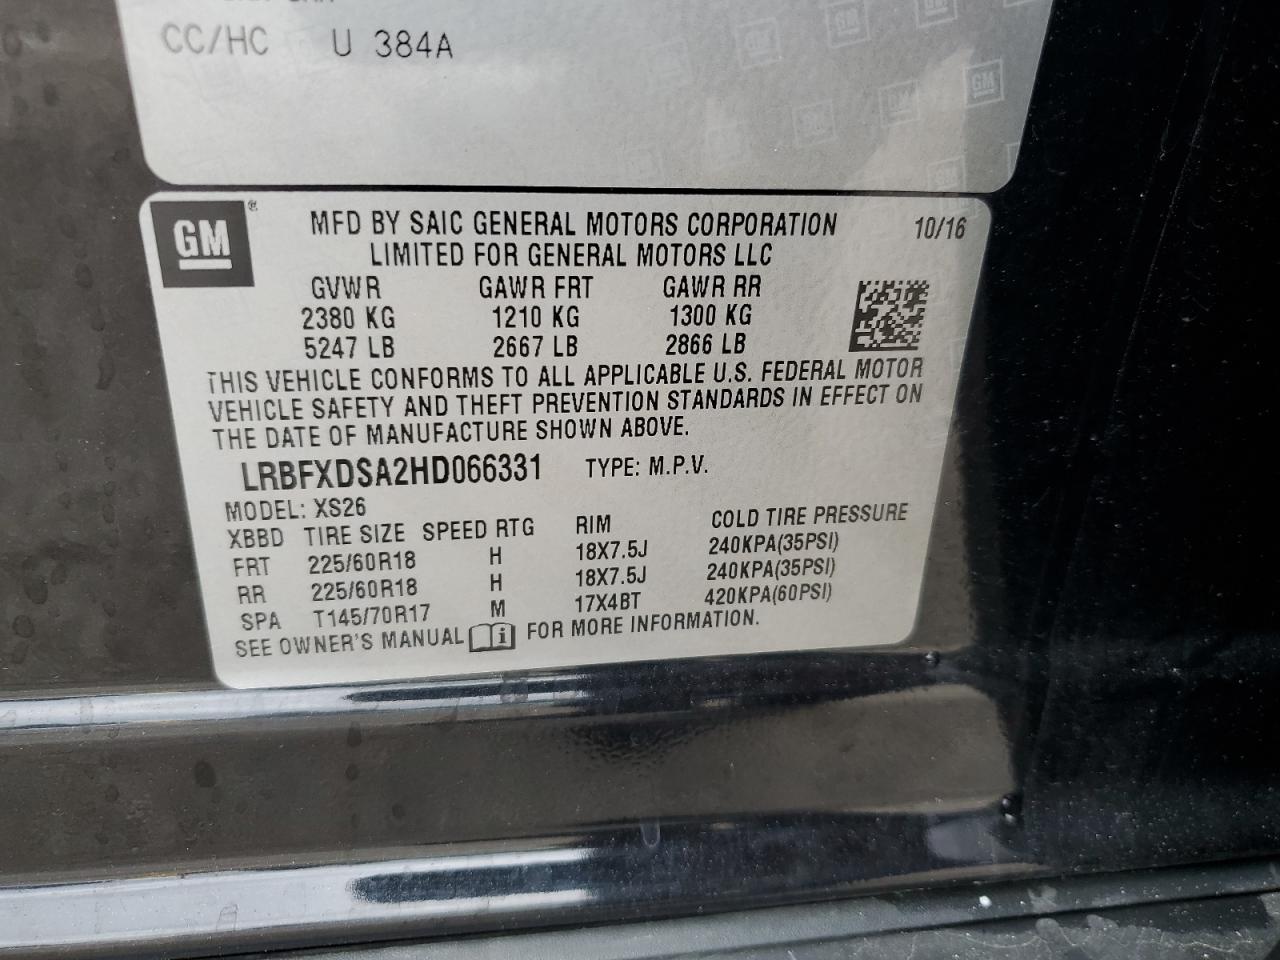 CC/HC U 384A
GM
GM
GM
GM
GM ®
MFD BY SAIC GENERAL MOTORS CORPORATION 10/16
LIMITED FOR GENERAL MOTORS LLC
GVWR GAWR FRT GAWR RR
2380 KG 1210 KG 1300 KG
5247 LB 2667 LB 2866 LB
THIS VEHICLE CONFORMS TO ALL APPLICABLE U.S. FEDERAL MOTOR
VEHICLE SAFETY AND THEFT PREVENTION STANDARDS IN EFFECT ON
THE DATE OF MANUFACTURE SHOWN ABOVE.
LRBFXDSA2HD066331 TYPE: M.P.V.
MODEL: XS26
XBBD TIRE SIZE SPEED RTG RIM COLD TIRE PRESSURE
FRT 225/60R18 H 18X7.5J 240KPA(35PSI)
RR 225/60R18 H 18X7.5J 240KPA(35PSI)
SPA T145/70R17 M 17X4BT 420KPA(60PSI)
SEE OWNER'S MANUAL i FOR MORE INFORMATION.